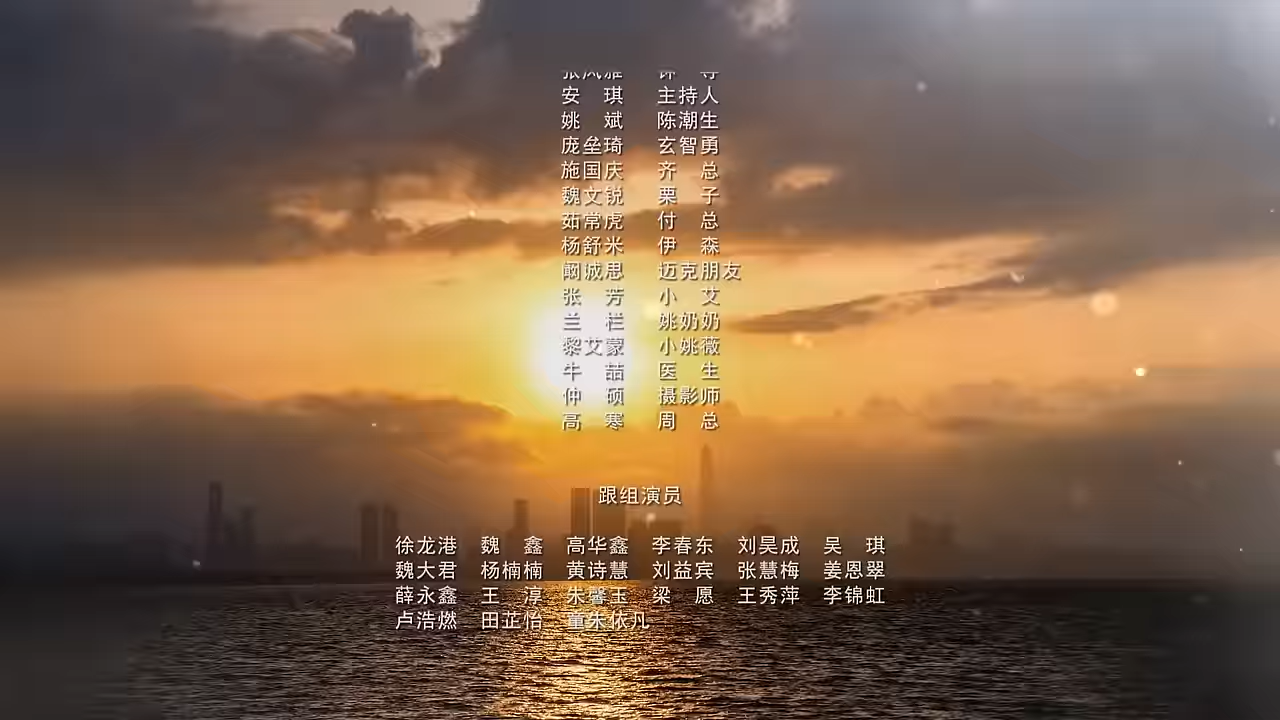 安 琪 主持人
姚 斌 陈潮生
庞垒琦 玄智勇
施国庆 齐 总
魏文锐 栗 子
茹常虎 付 总
杨舒米 伊 森
阚诚思 迈克朋友
张 芳 小 艾
兰 栏 姚奶奶
黎艾蒙 小姚薇
牛 喆 医 生
仲 硕 摄影师
高 寒 周 总
跟组演员
徐龙港 魏 鑫 高华鑫 李春东 刘昊成 吴 琪
魏大君 杨楠楠 黄诗慧 刘益宾 张慧梅 姜恩翠
薛永鑫 王 淳 朱馨玉 梁 愿 王秀萍 李锦虹
卢浩燃 田芷怡 董朱依凡